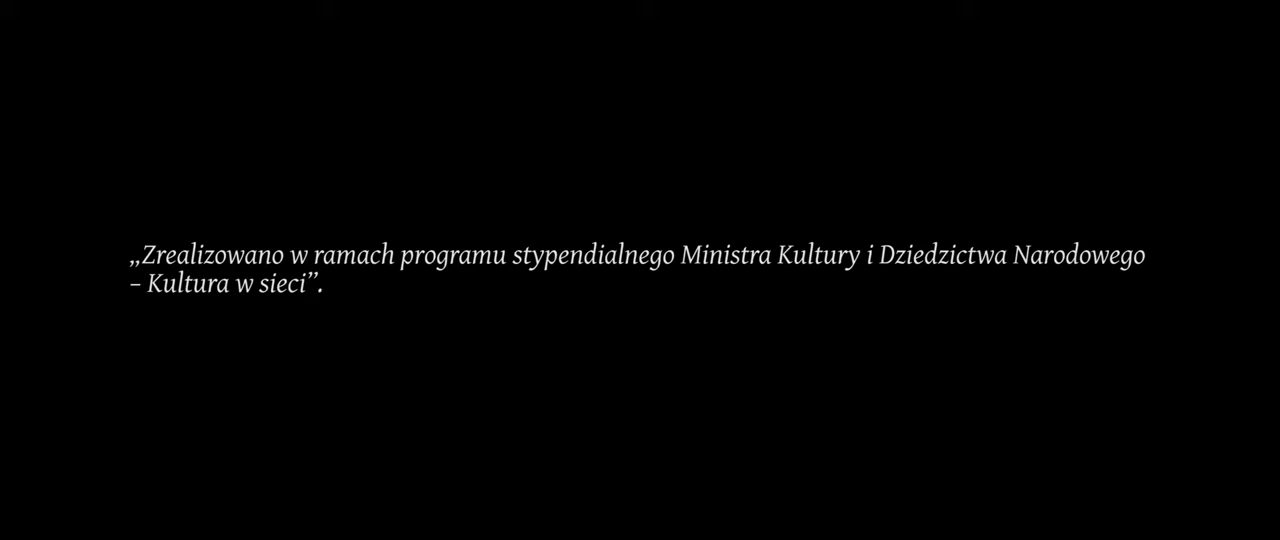 „Zrealizowano w ramach programu stypendialnego Ministra Kultury i Dziedzictwa Narodowego
– Kultura w sieci”.